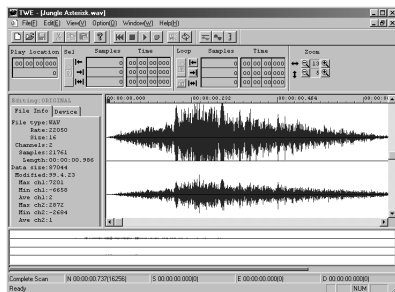 TWE - [Jungle Asterisk.wav]
File(F) Edit(E) View(V) Option(O) Window(W) Help(H)
Play location Sel Samples Time Loop Samples Time Zoom
00 00 00 000 0 00 00 00 000 0 00 00 00 000 13
0 0 00 00 00 000 0 00 00 00 000 8
0 00 00 00 000 0 00 00 00 000
Editing:ORIGINAL
00:00:00.000 00:00:00.232 00:00:00.464
File Info Device
File type:WAV
Rate:22050
Size:16
Channels:2
Samples:21761
Length:00:00:00.986
Data size:87044
Modified:99.4.23
Max ch1:7201
Min ch1:-6658
Ave ch1:2
Max ch2:2872
Min ch2:-2684
Ave ch2:1
Complete Scan N 00:00:00.737(16256) S 00:00:00.000(0) E 00:00:00.000(0) D 00:00:00.000(0)
Ready NUM